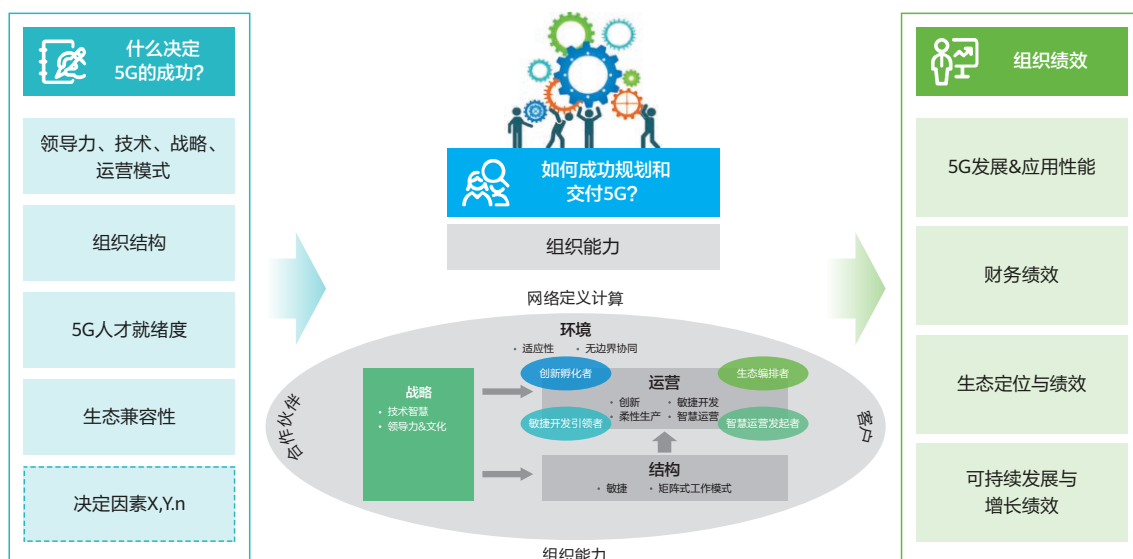 什么决定
5G的成功?
领导力、技术、战略、
运营模式
组织结构
5G人才就绪度
生态兼容性
决定因素X,Y.n
如何成功规划和
交付5G?
组织能力
网络定义计算
环境
· 适应性
· 无边界协同
合作伙伴
客户
战略
· 技术智慧
· 领导力&文化
创新孵化者
生态编排者
运营
· 创新
· 敏捷开发
· 柔性生产
· 智慧运营
敏捷开发引领者
智慧运营发起者
结构
· 敏捷
· 矩阵式工作模式
组织能力
组织绩效
5G发展&应用性能
财务绩效
生态定位与绩效
可持续发展与
增长绩效